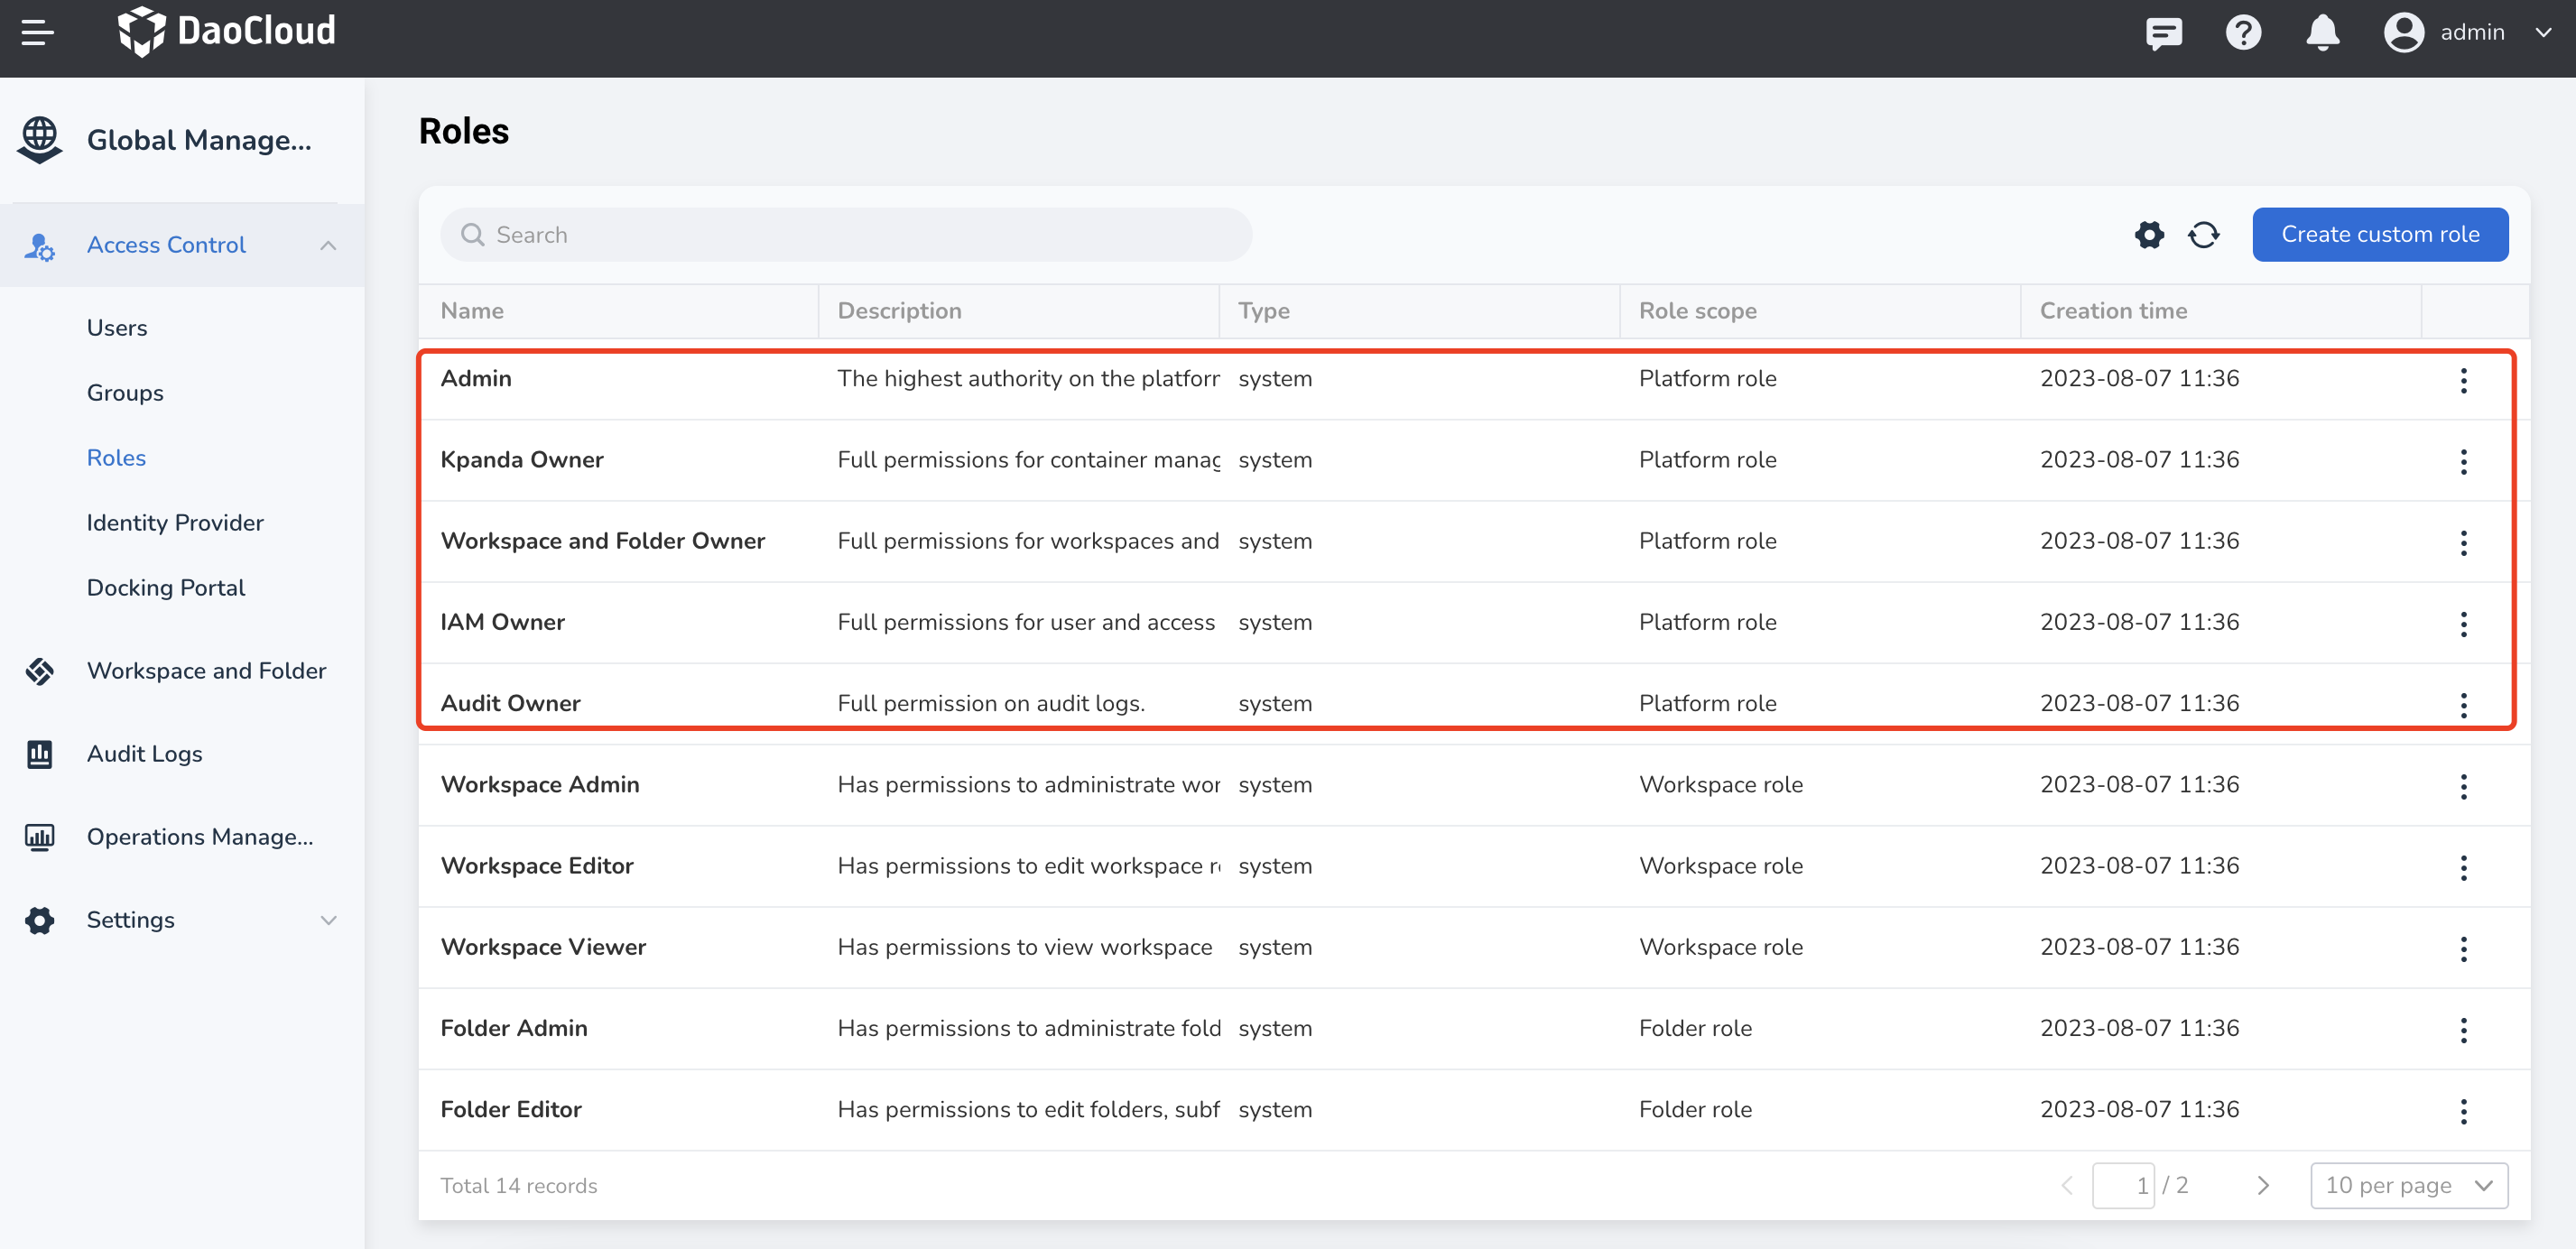 DaoCloud
admin
Global Manage...
Access Control
Users
Groups
Roles
Identity Provider
Docking Portal
Workspace and Folder
Audit Logs
Operations Manage...
Settings
Roles
Search
Create custom role
Name Description Type Role scope Creation time
Admin The highest authority on the platform system Platform role 2023-08-07 11:36
Kpanda Owner Full permissions for container manag system Platform role 2023-08-07 11:36
Workspace and Folder Owner Full permissions for workspaces and system Platform role 2023-08-07 11:36
IAM Owner Full permissions for user and access system Platform role 2023-08-07 11:36
Audit Owner Full permission on audit logs. system Platform role 2023-08-07 11:36
Workspace Admin Has permissions to administrate wor system Workspace role 2023-08-07 11:36
Workspace Editor Has permissions to edit workspace r system Workspace role 2023-08-07 11:36
Workspace Viewer Has permissions to view workspace system Workspace role 2023-08-07 11:36
Folder Admin Has permissions to administrate fold system Folder role 2023-08-07 11:36
Folder Editor Has permissions to edit folders, subf system Folder role 2023-08-07 11:36
Total 14 records
1 / 2
10 per page